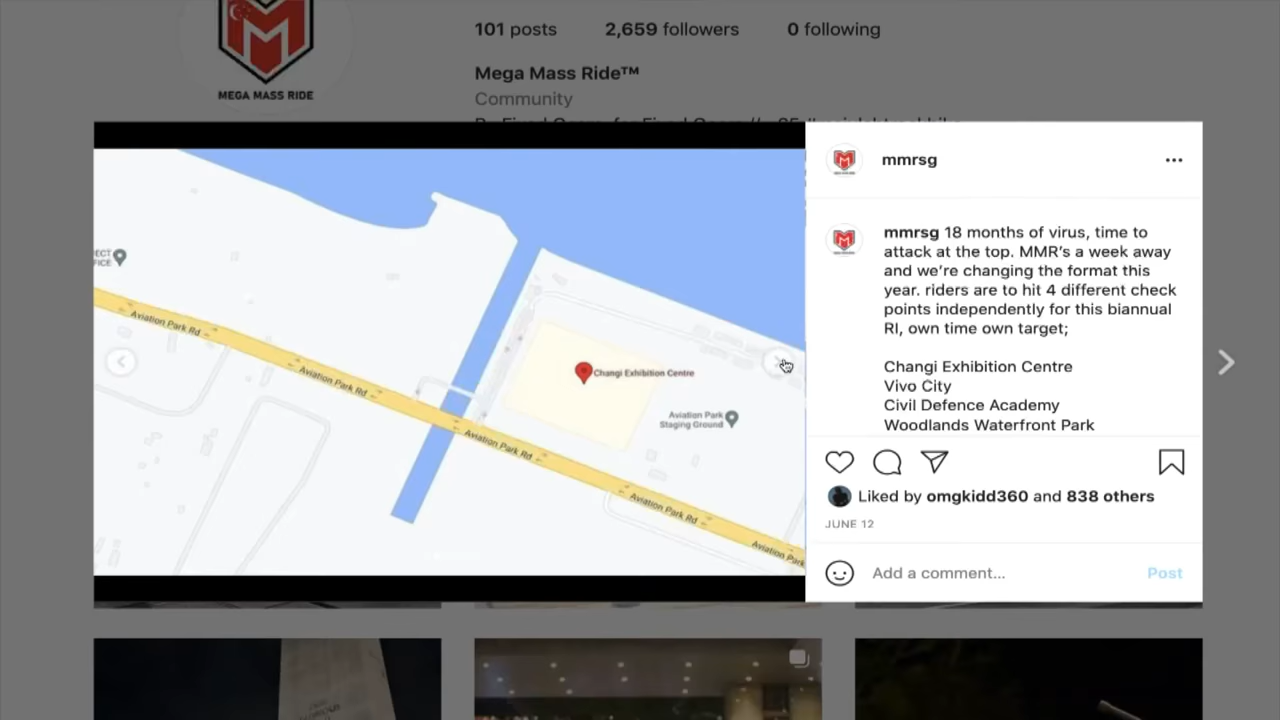 101 posts 2,659 followers 0 following
MEGA MASS RIDE
Mega Mass Ride™
Community
mmrsg
mmrsg 18 months of virus, time to
attack at the top. MMR's a week away
and we're changing the format this
year. riders are to hit 4 different check
points independently for this biannual
RI, own time own target;
Changi Exhibition Centre
Vivo City
Civil Defence Academy
Woodlands Waterfront Park
Liked by omgkidd360 and 838 others
JUNE 12
Add a comment... Post
Aviation Park Rd
Aviation Park Rd
Changi Exhibition Centre
Aviation Park
Staging Ground
Aviation Park Rd
Aviation Park Rd
Aviation Park